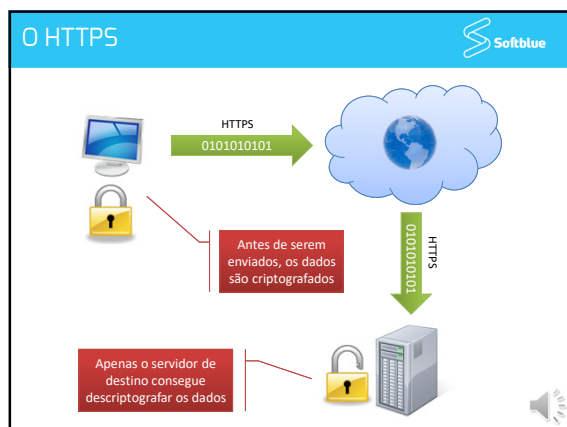 O HTTPS
Softblue
HTTPS
0101010101
HTTPS
0101010101
Antes de serem
enviados, os dados
são criptografados
Apenas o servidor de
destino consegue
descriptografar os dados